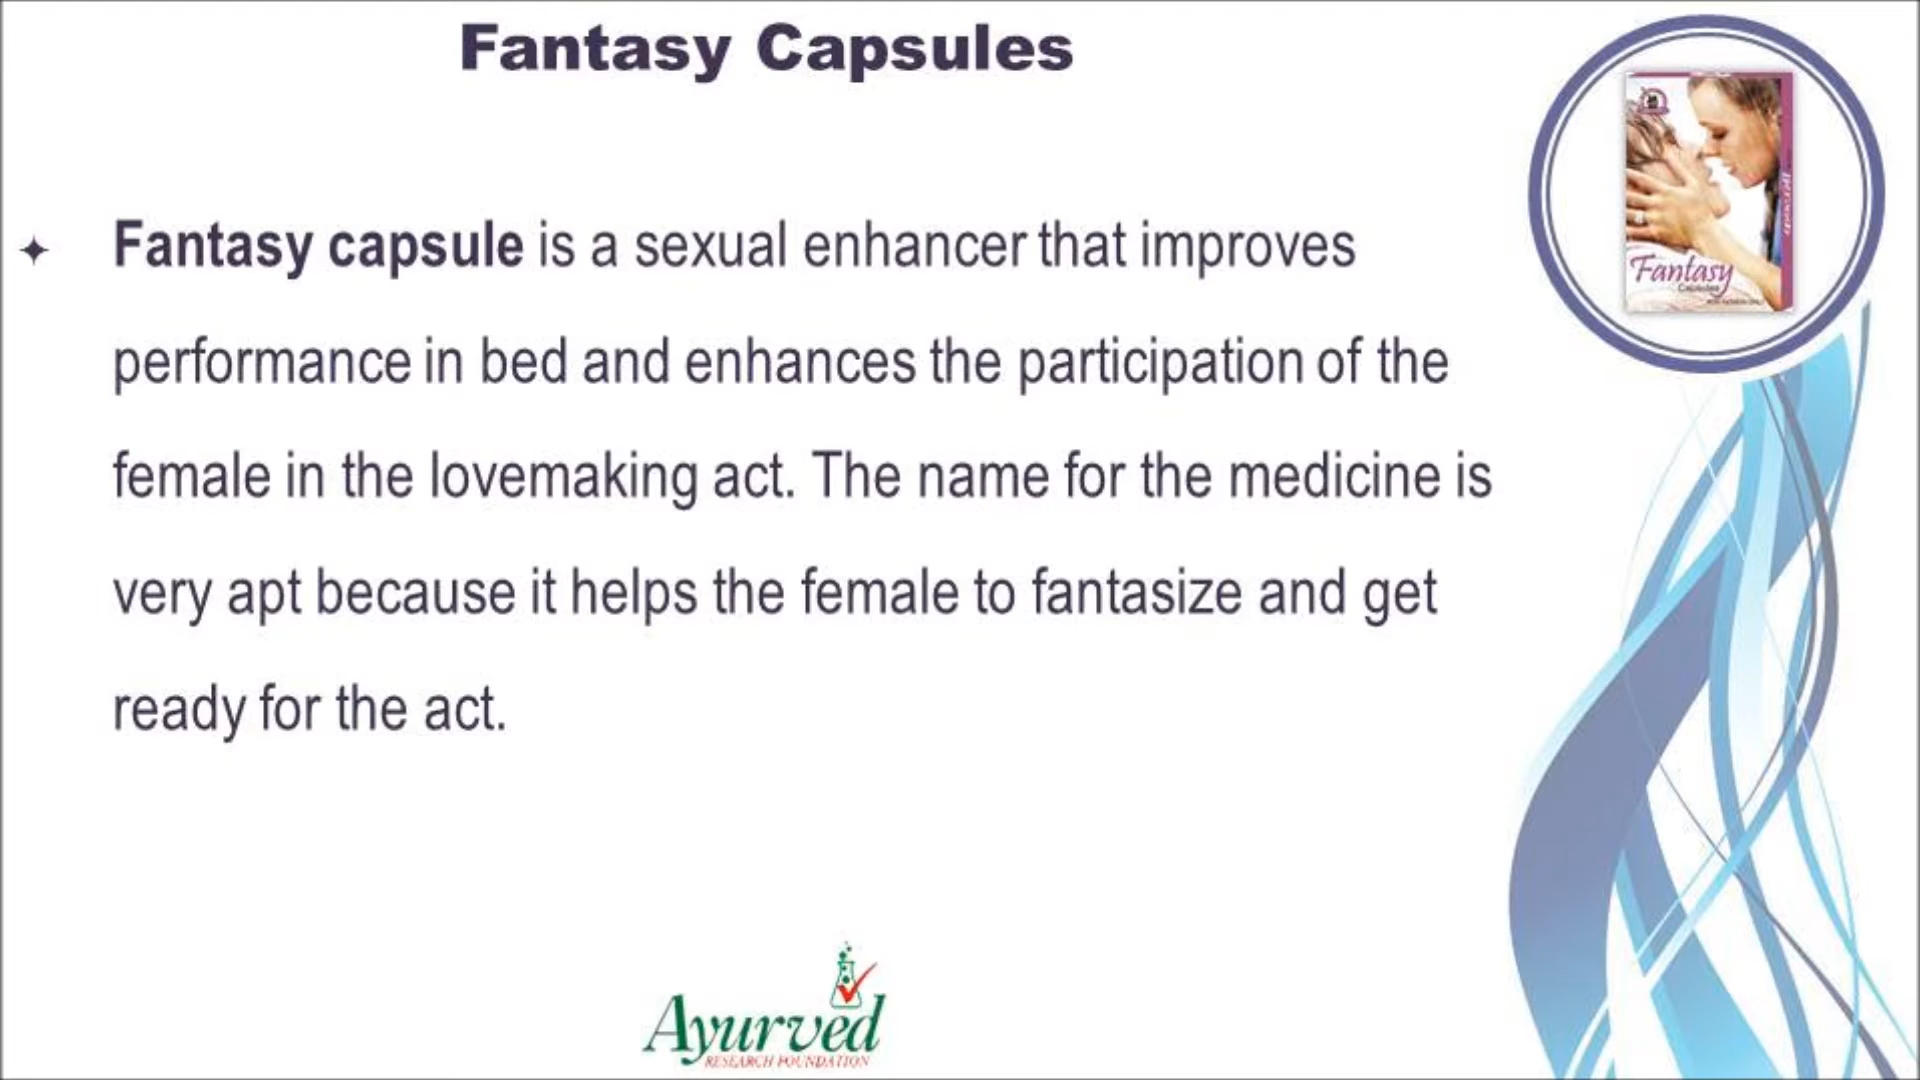 Fantasy Capsules
Fantasy capsule is a sexual enhancer that improves
performance in bed and enhances the participation of the
female in the lovemaking act. The name for the medicine is
very apt because it helps the female to fantasize and get
ready for the act.
Fantasy
Capsules
Ayurved
RESEARCH FOUNDATION